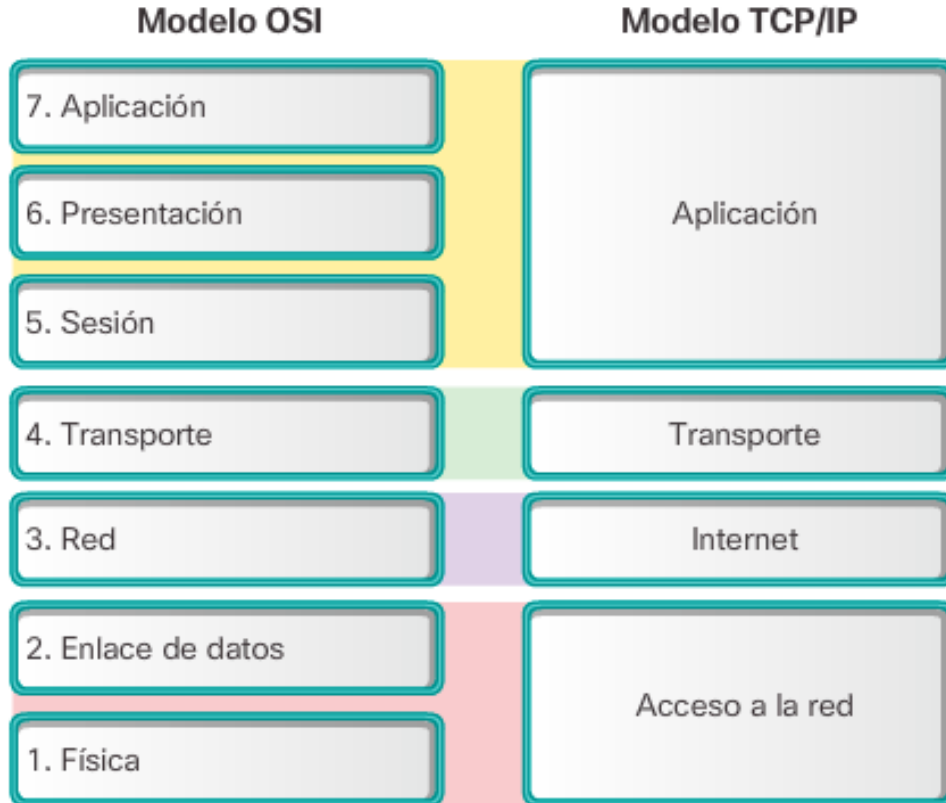 Modelo OSI
Modelo TCP/IP
7. Aplicación
6. Presentación
5. Sesión
Aplicación
4. Transporte
Transporte
3. Red
Internet
2. Enlace de datos
1. Física
Acceso a la red